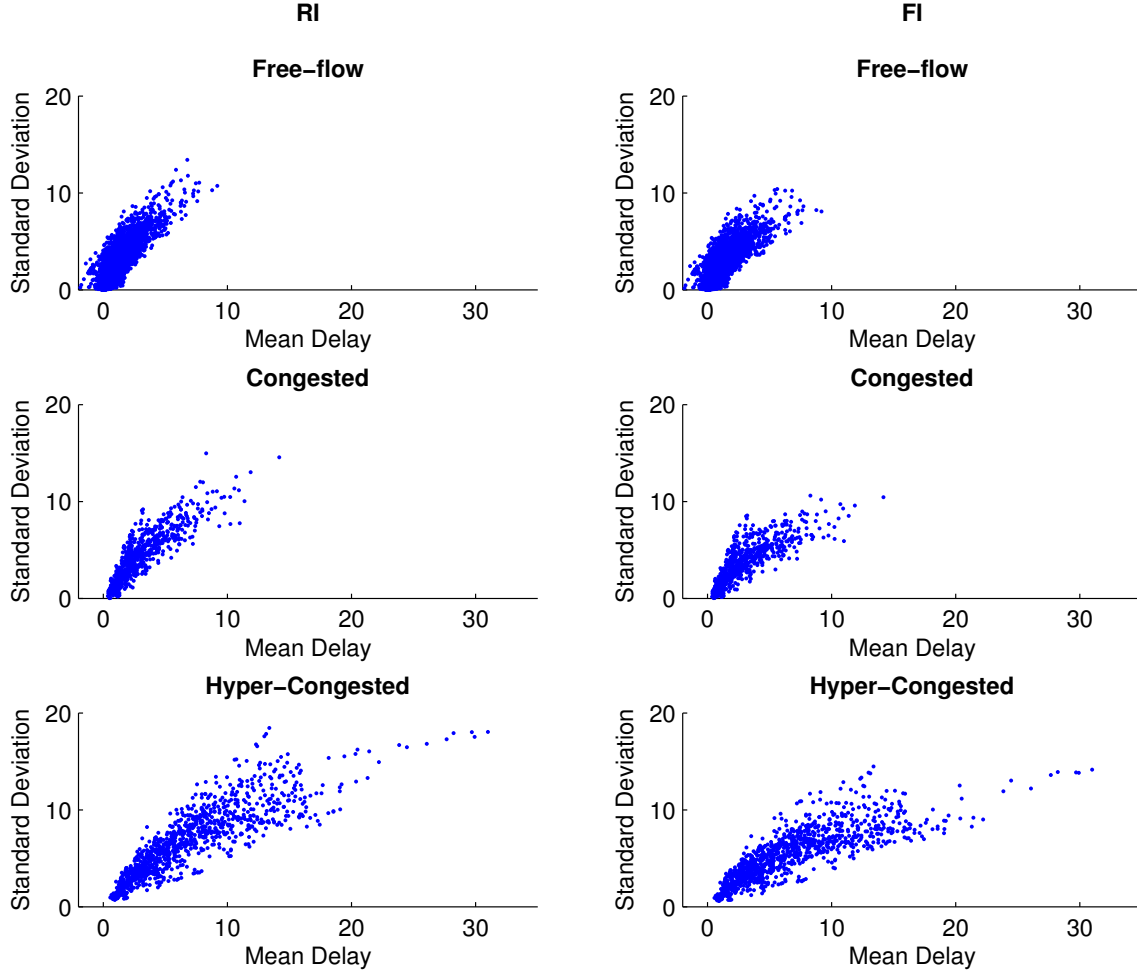 RI
FI
Free−flow
Free−flow
Standard Deviation
20
10
0
0 10 20 30
Mean Delay
Standard Deviation
20
10
0
0 10 20 30
Mean Delay
Congested
Congested
Standard Deviation
20
10
0
0 10 20 30
Mean Delay
Standard Deviation
20
10
0
0 10 20 30
Mean Delay
Hyper−Congested
Hyper−Congested
Standard Deviation
20
10
0
0 10 20 30
Mean Delay
Standard Deviation
20
10
0
0 10 20 30
Mean Delay